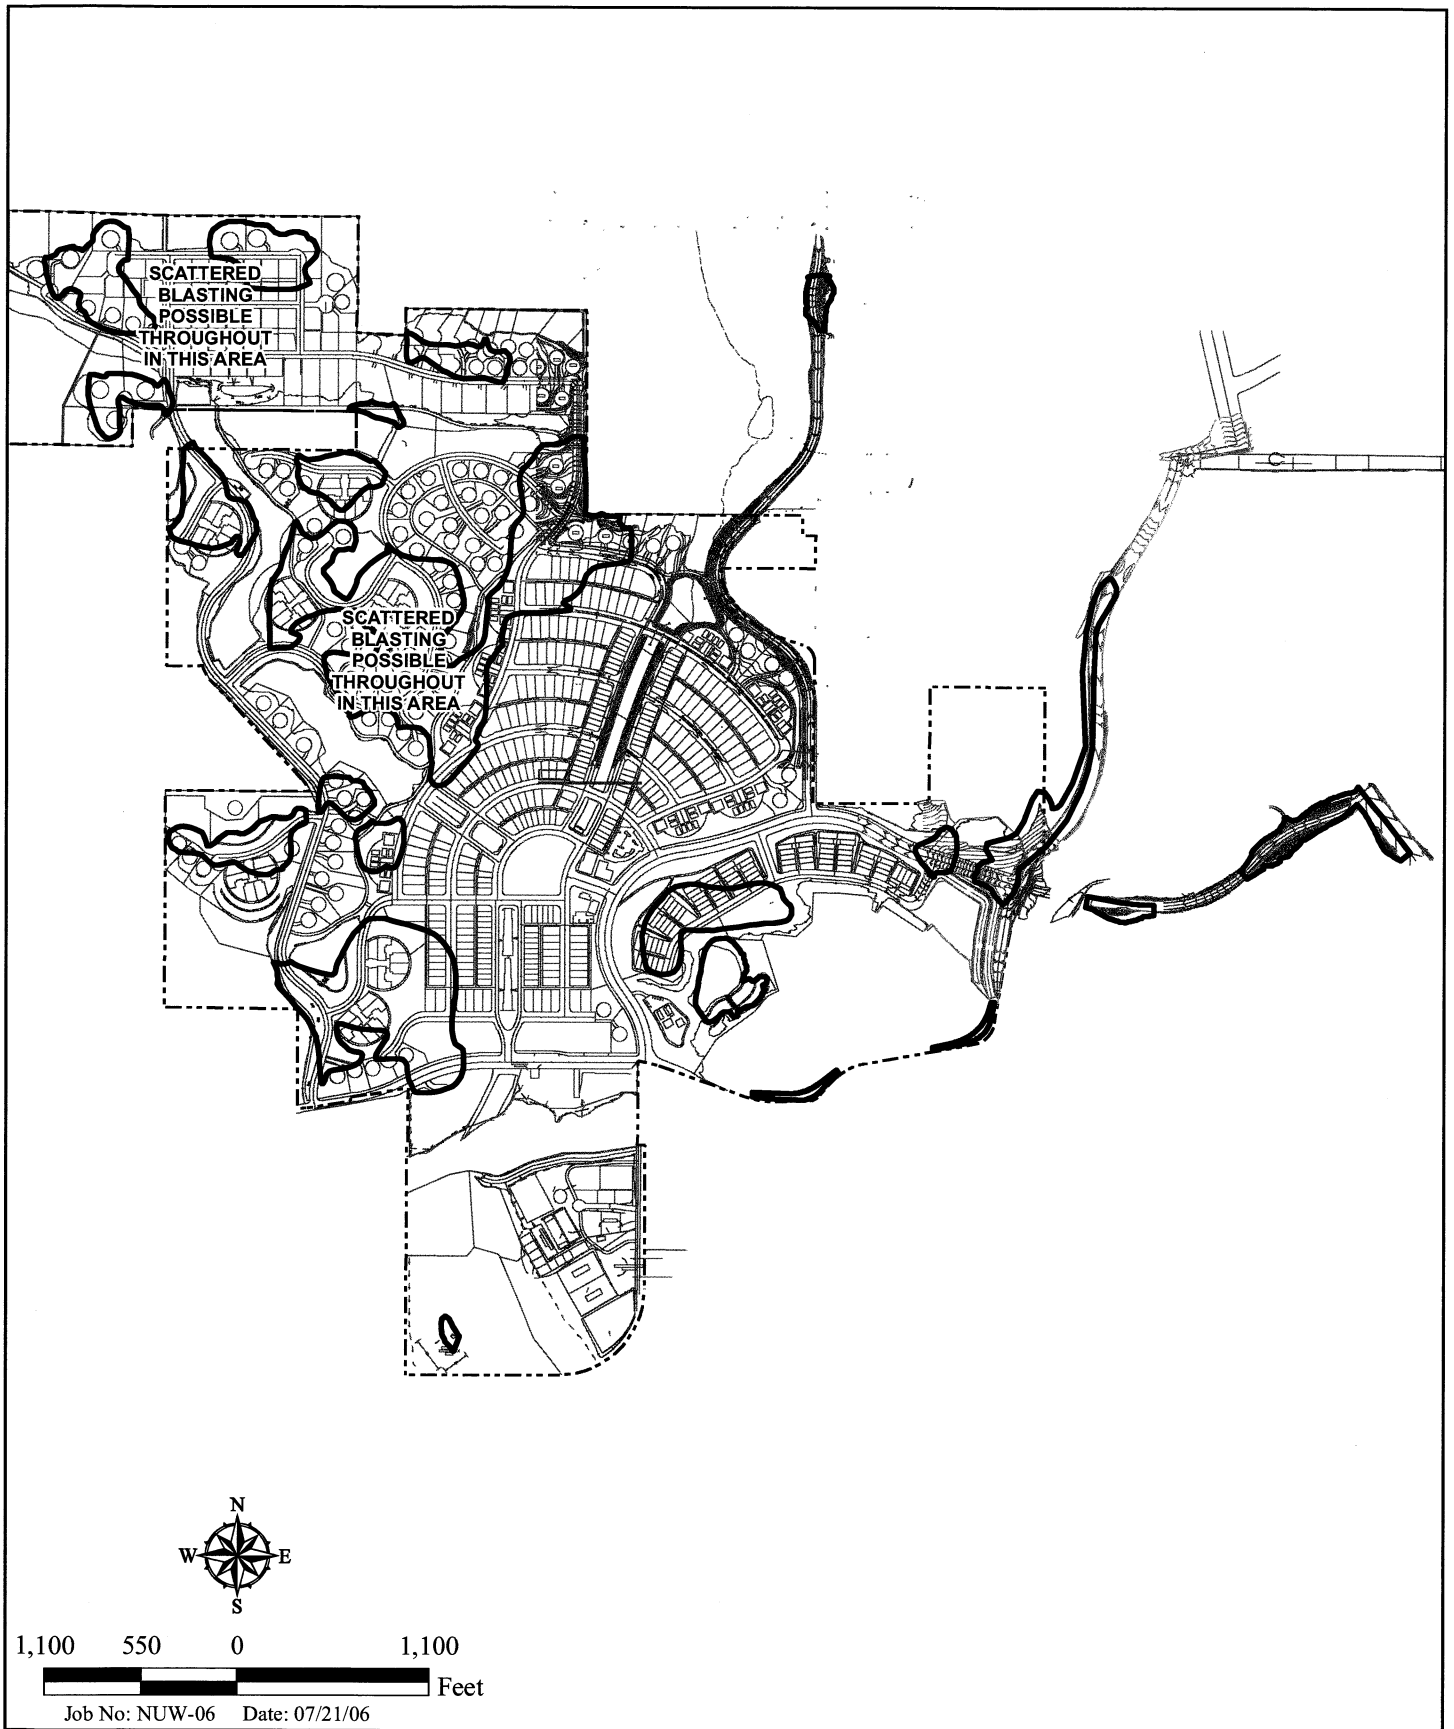 SCATTERED
BLASTING
POSSIBLE
THROUGHOUT
IN THIS AREA
SCATTERED
BLASTING
POSSIBLE
THROUGHOUT
IN THIS AREA
N
W E
S
1,100 550 0 1,100
Feet
Job No: NUW-06 Date: 07/21/06